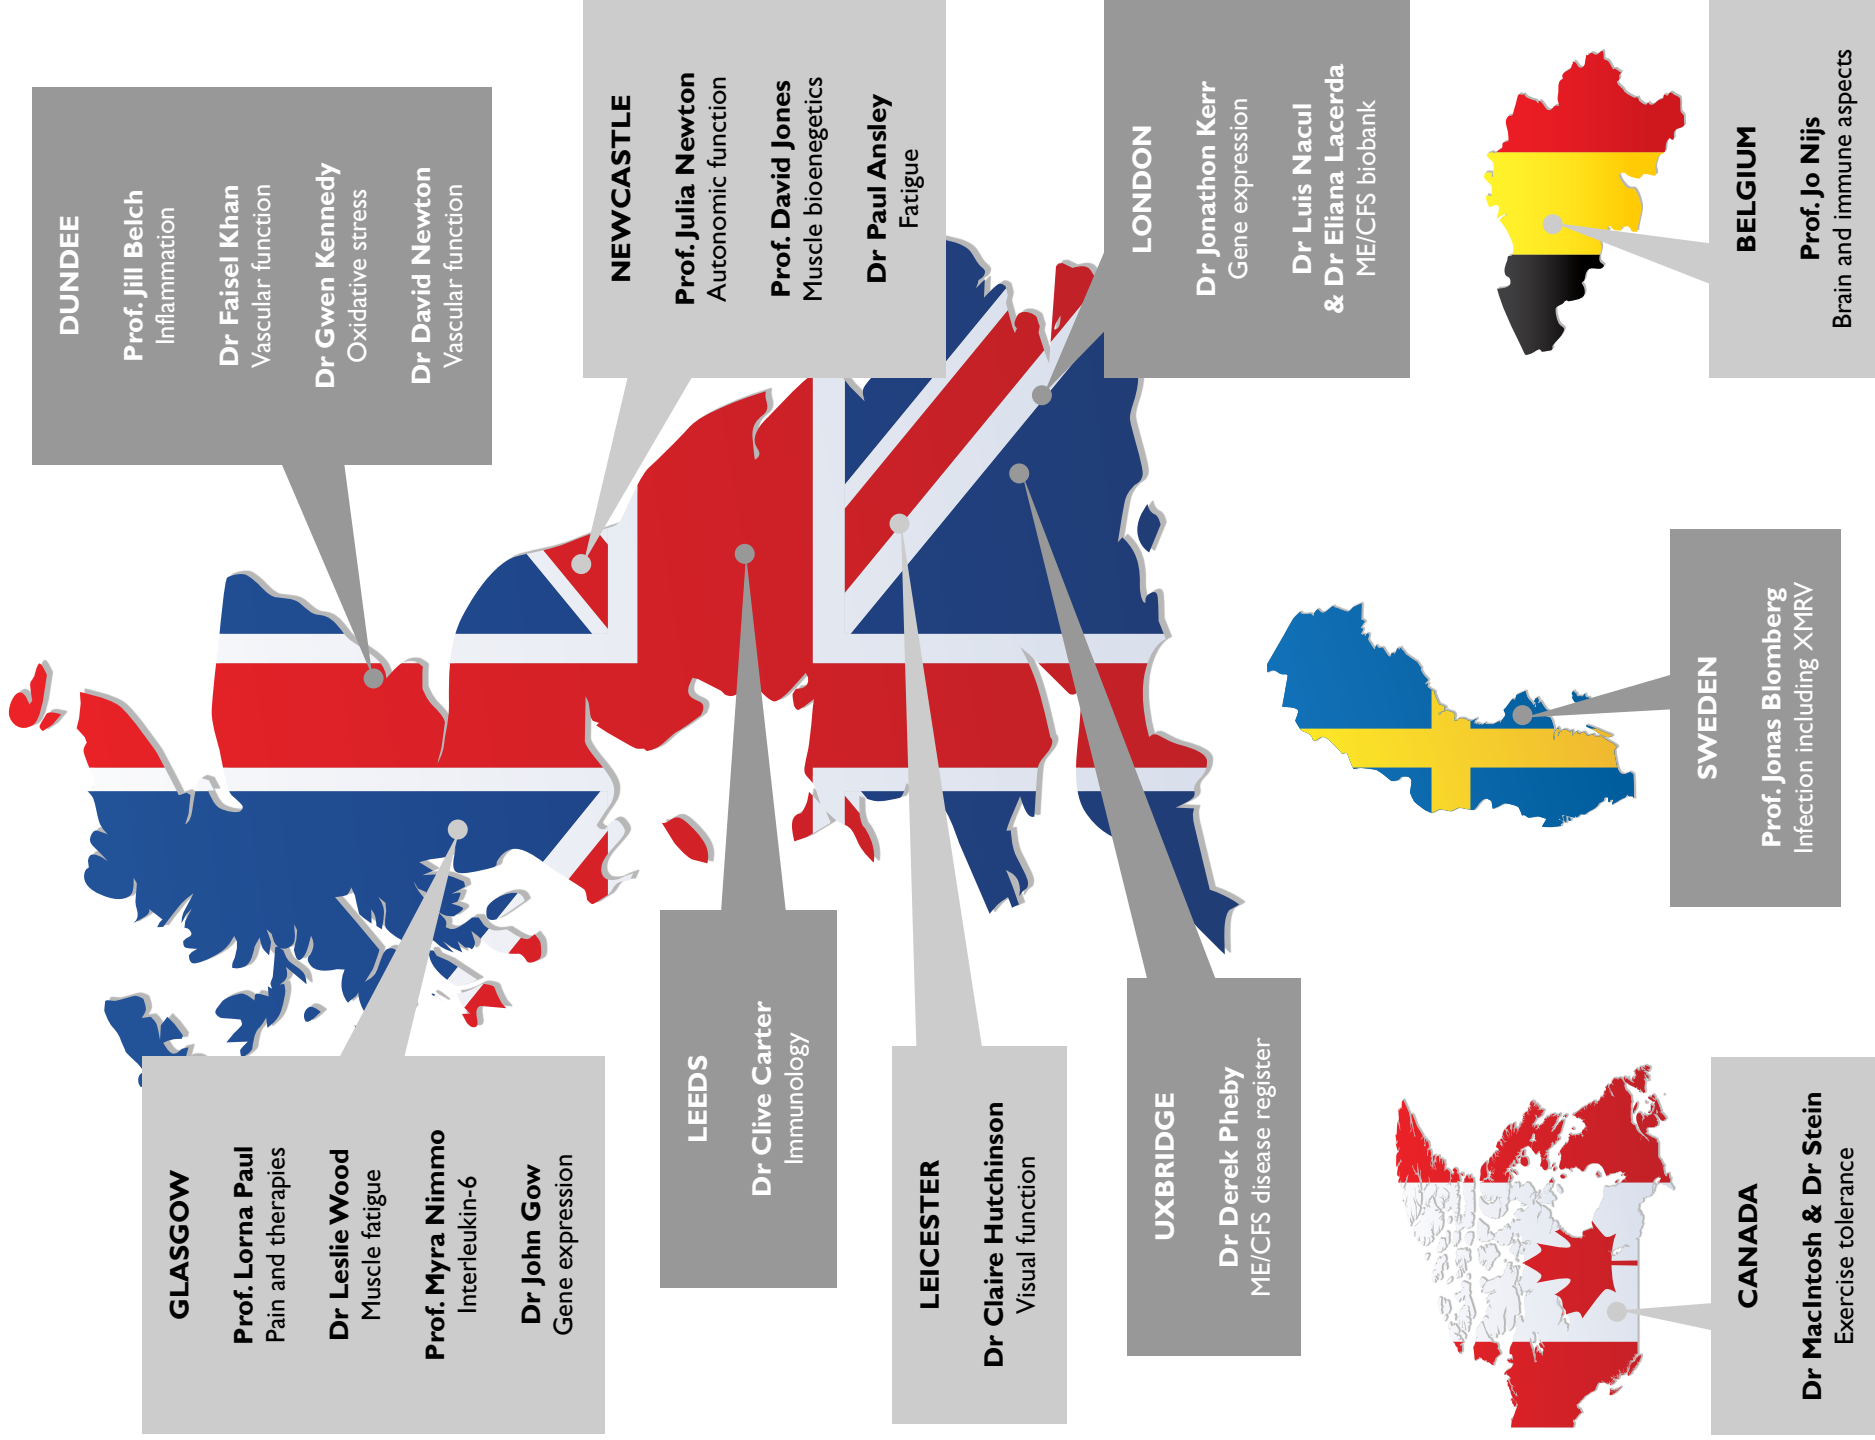 GLASGOW
Prof. Lorna Paul
Pain and therapies
Dr Leslie Wood
Muscle fatigue
Prof. Myra Nimmo
Interleukin-6
Dr John Gow
Gene expression
DUNDEE
Prof. Jill Belch
Inflammation
Dr Faisel Khan
Vascular function
Dr Gwen Kennedy
Oxidative stress
Dr David Newton
Vascular function
NEWCASTLE
Prof. Julia Newton
Autonomic function
Prof. David Jones
Muscle bioenegetics
Dr Paul Ansley
Fatigue
LEEDS
Dr Clive Carter
Immunology
LEICESTER
Dr Claire Hutchinson
Visual function
UXBRIDGE
Dr Derek Pheby
ME/CFS disease register
LONDON
Dr Jonathon Kerr
Gene expression
Dr Luis Nacul
& Dr Eliana Lacerda
ME/CFS biobank
CANADA
Dr MacIntosh & Dr Stein
Exercise tolerance
SWEDEN
Prof. Jonas Blomberg
Infection including XMRV
BELGIUM
Prof. Jo Nijs
Brain and immune aspects